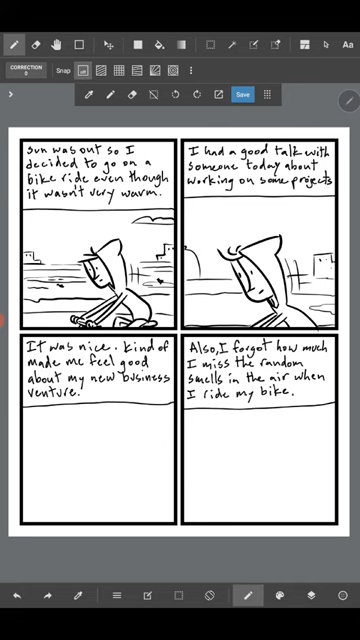 Aa
CORRECTION
0
Snap
Save
Sun was out so I
decided to go on a
bike ride even though
it wasn't very warm.
I had a good talk with
someone today about
working on some projects
It was nice. Kind of
made me feel good
about my new business
venture.
Also, I forgot how much
I miss the random
smells in the air when
I ride my bike.